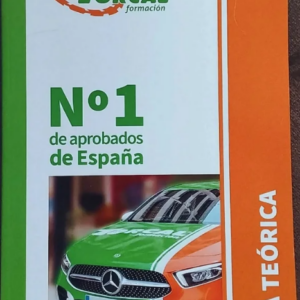 formación
Nº1
de aprobados
de España
A TEÓRICA